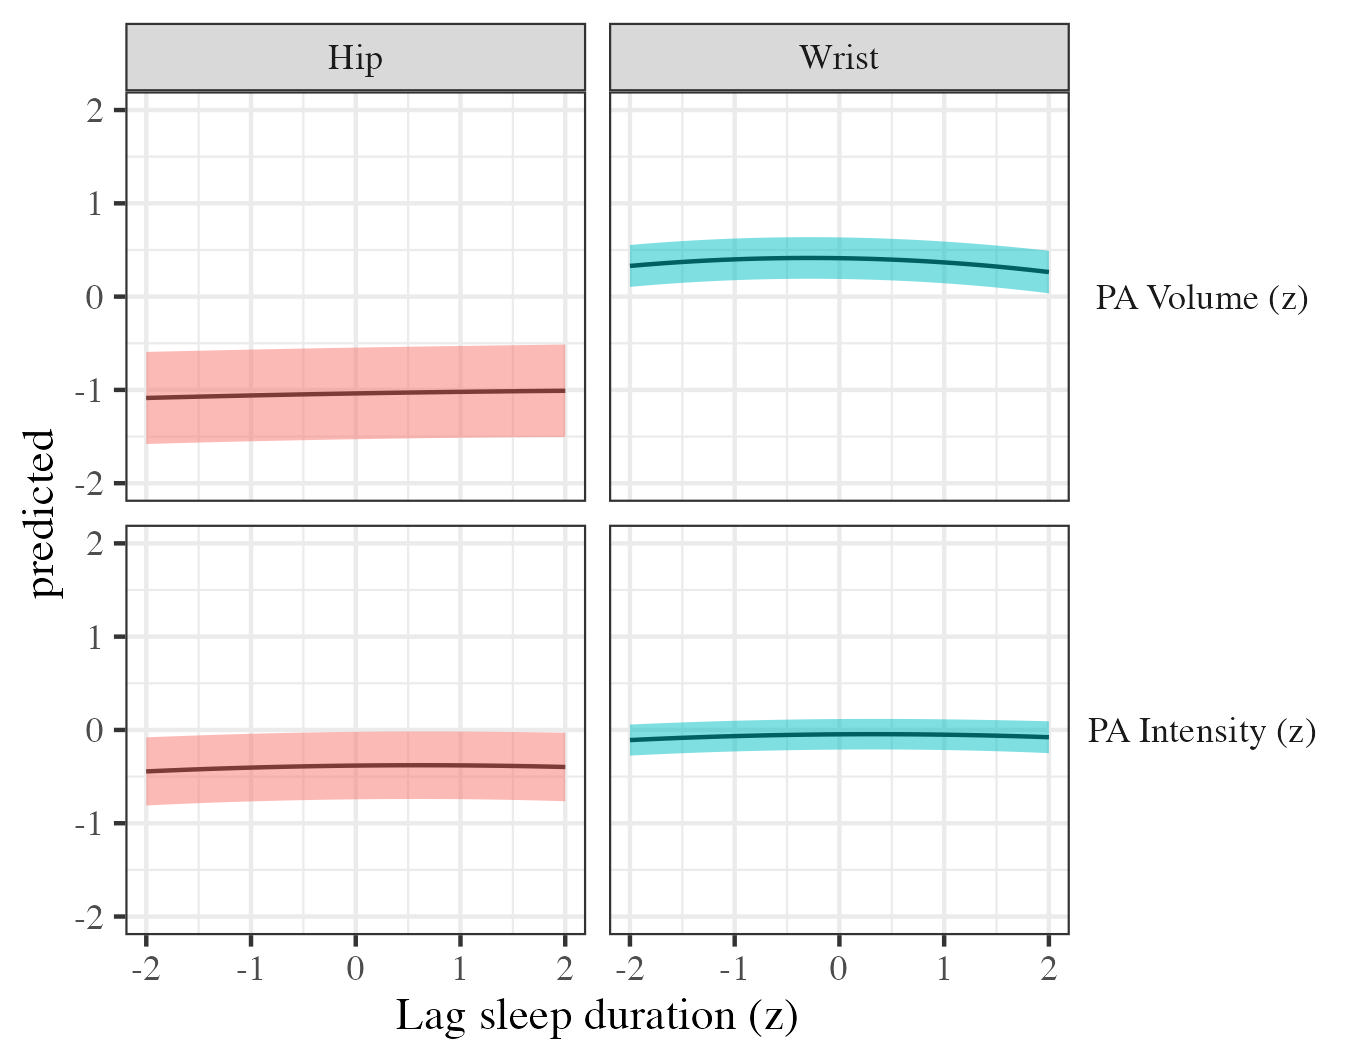 Hip
Wrist
2
1
0
-1
-2
PA Volume (z)
predicted
2
1
0
-1
-2
PA Intensity (z)
-2 -1 0 1 2
-2 -1 0 1 2
Lag sleep duration (z)